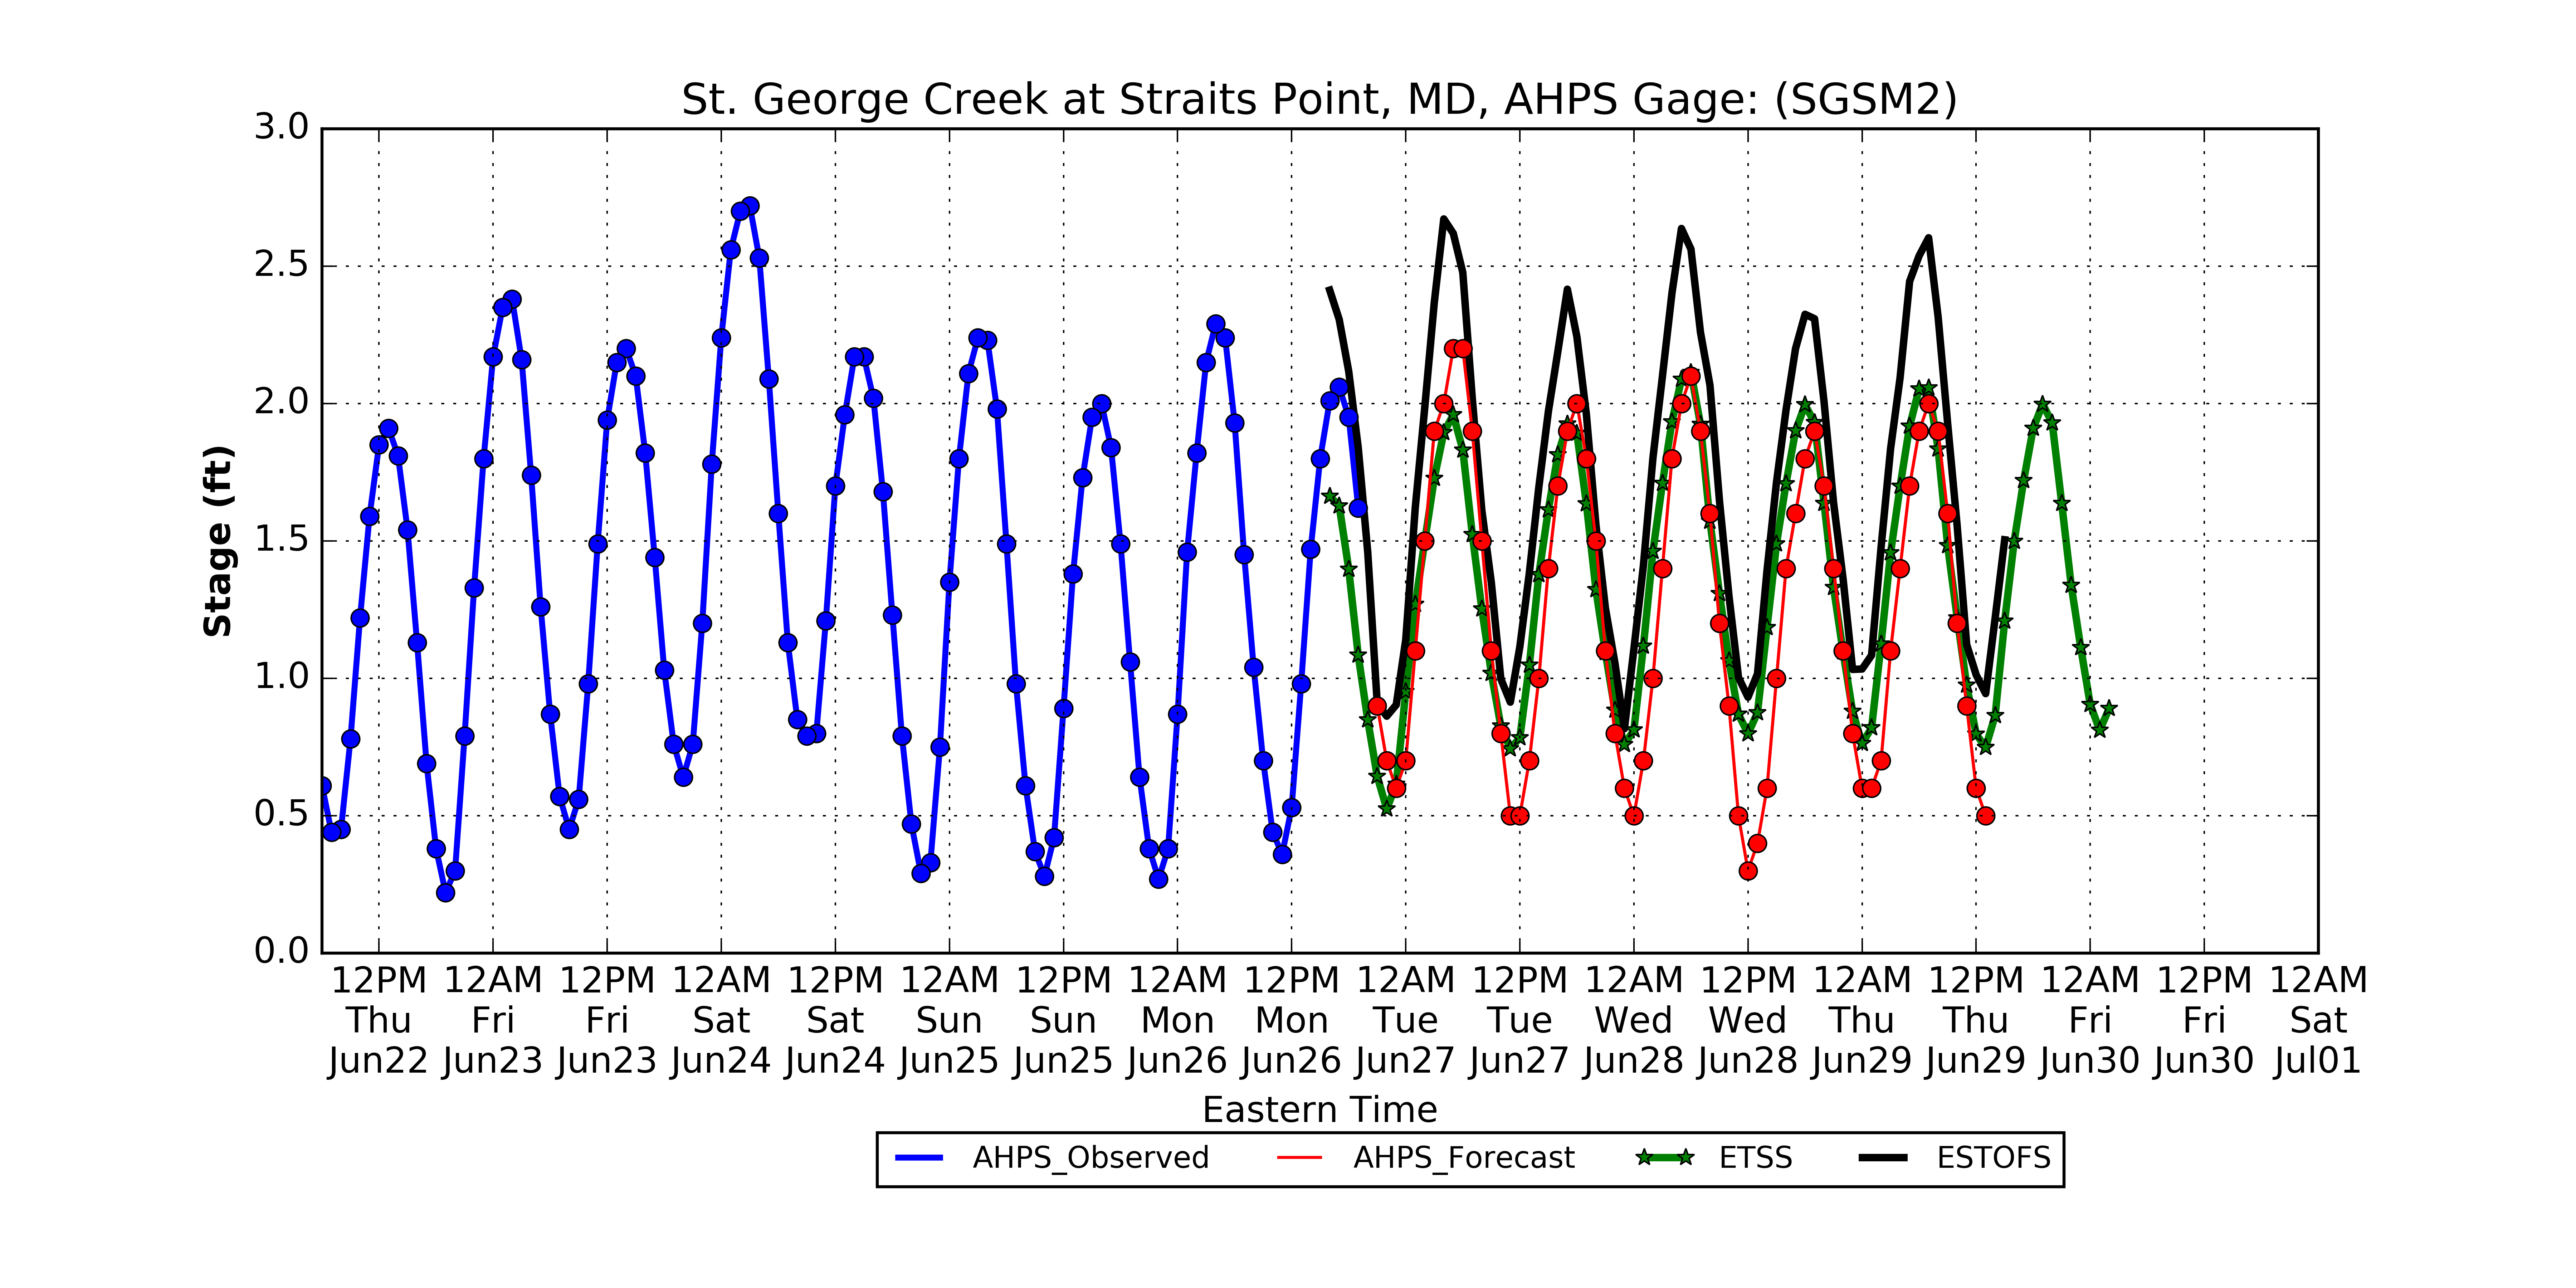 St. George Creek at Straits Point, MD, AHPS Gage: (SGSM2)
3.0
2.5
2.0
1.5
1.0
0.5
0.0
Stage (ft)
12PM 12AM 12PM 12AM 12PM 12AM 12PM 12AM 12PM 12AM 12PM 12AM 12PM 12AM 12PM 12AM 12PM 12AM
Thu Fri Fri Sat Sat Sun Sun Mon Mon Tue Tue Wed Wed Thu Thu Fri Fri Sat
Jun22 Jun23 Jun23 Jun24 Jun24 Jun25 Jun25 Jun26 Jun26 Jun27 Jun27 Jun28 Jun28 Jun29 Jun29 Jun30 Jun30 Jul01
Eastern Time
AHPS_Observed AHPS_Forecast ETSS ESTOFS